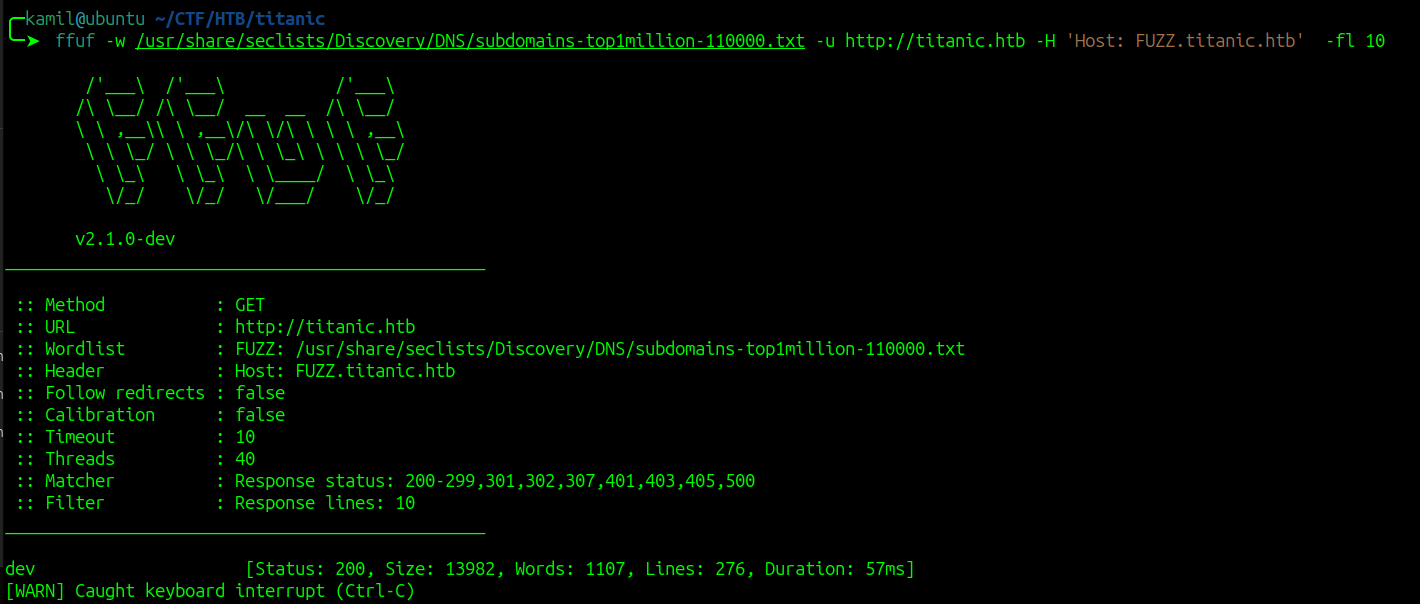 kamil@ubuntu ~/CTF/HTB/titanic
ffuf -w /usr/share/seclists/Discovery/DNS/subdomains-top1million-110000.txt -u http://titanic.htb -H 'Host: FUZZ.titanic.htb'  -fl 10

        /'___\  /'___\           /'___\
       /\ \__/ /\ \__/  __  __  /\ \__/
       \ \ ,__\\ \ ,__\/\ \/\ \ \ \ ,__\
        \ \ \_/ \ \ \_/\ \ \_\ \ \ \ \_/
         \ \_\   \ \_\  \ \____/  \ \_\
          \/_/    \/_/   \/___/    \/_/

       v2.1.0-dev
________________________________________________

 :: Method           : GET
 :: URL              : http://titanic.htb
 :: Wordlist         : FUZZ: /usr/share/seclists/Discovery/DNS/subdomains-top1million-110000.txt
 :: Header           : Host: FUZZ.titanic.htb
 :: Follow redirects : false
 :: Calibration      : false
 :: Timeout          : 10
 :: Threads          : 40
 :: Matcher          : Response status: 200-299,301,302,307,401,403,405,500
 :: Filter           : Response lines: 10
________________________________________________

dev                     [Status: 200, Size: 13982, Words: 1107, Lines: 276, Duration: 57ms]
[WARN] Caught keyboard interrupt (Ctrl-C)